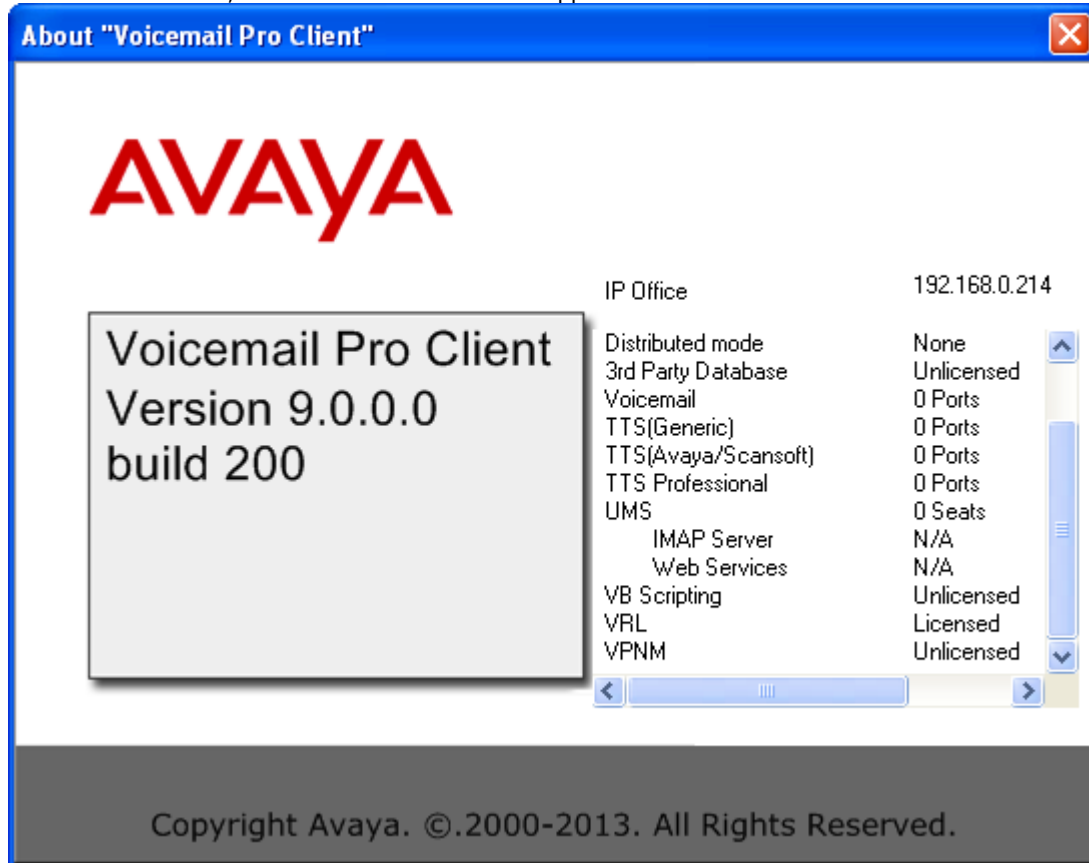 About "Voicemail Pro Client"
AVAYA
IP Office 192.168.0.214
Voicemail Pro Client
Version 9.0.0.0
build 200
Distributed mode None
3rd Party Database Unlicensed
Voicemail 0 Ports
TTS(Generic) 0 Ports
TTS(Avaya/Scansoft) 0 Ports
TTS Professional 0 Ports
UMS 0 Seats
IMAP Server N/A
Web Services N/A
VB Scripting Unlicensed
VRL Licensed
VPNM Unlicensed
Copyright Avaya. ©.2000-2013. All Rights Reserved.